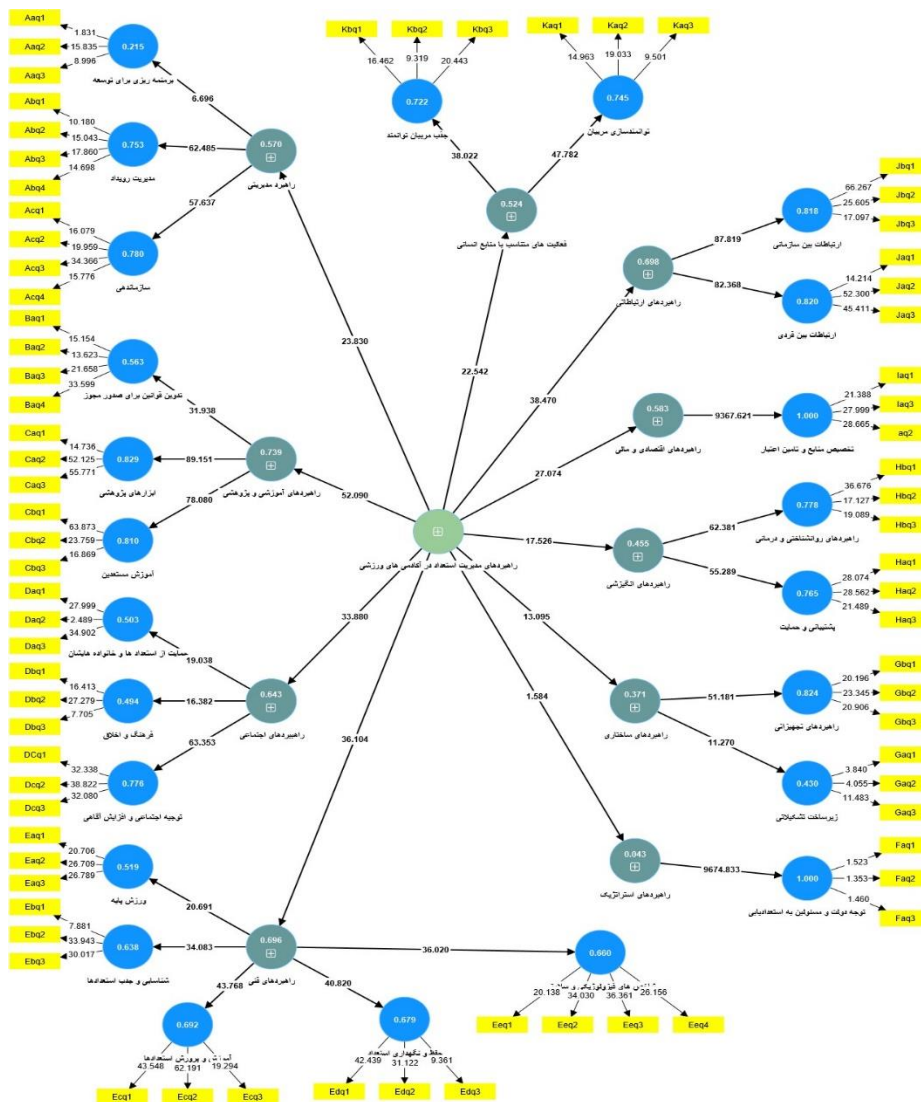 Kbq1 Kbq2 Kbq3 Kaq1 Kaq2 Kaq3
16.462 9.319 20.443 14.963 19.033 9.501
0.722
جذب مربیان توانمند
0.745
توانمندسازی مربیان
38.022 47.782
0.524
فعالیت های متناسب با منابع انسانی
22.542
Aaq1 1.831
Aaq2 15.835
Aaq3 8.996
0.215
برمنمه ریزی برای توسعه
6.696
Abq1 10.180
Abq2 15.043
Abq3 17.860
Abq4 14.698
0.753
مدیریت رویداد
62.485
Acq1 16.079
Acq2 19.959
Acq3 34.366
Acq4 15.776
0.780
سازماندهی
57.637
0.570
راهبرد مدیریتی
23.830
Jbq1 66.267
Jbq2 25.605
Jbq3 17.097
0.818
ارتباطات بین سازمانی
87.819
Jaq1 14.214
Jaq2 52.300
Jaq3 45.411
0.820
ارتباطات بین فردی
82.368
0.698
راهبردهای ارتباطاتی
38.470
Baq1 15.154
Baq2 13.623
Baq3 21.658
Baq4 33.599
0.563
تدوین قوانین برای صدور مجوز
31.938
Caq1 14.736
Caq2 52.125
Caq3 55.771
0.829
ابزارهای پژوهشی
89.151
Cbq1 63.873
Cbq2 23.759
Cbq3 16.869
0.810
آموزش مستعدین
78.080
0.739
راهبردهای آموزشی و پژوهشی
52.090
Iaq1 21.388
Iaq3 27.999
aq2 28.665
1.000
تخصیص منابع و تامین اعتبار
9367.621
0.583
راهبردهای اقتصادی و مالی
27.074
راهبردهای مدیریت استعداد در آکادمی های ورزشی
Hbq1 36.676
Hbq2 17.127
Hbq3 19.089
0.778
راهبردهای روانشناختی و درمانی
62.381
Haq1 28.074
Haq2 28.562
Haq3 21.489
0.765
پشتیبانی و حمایت
55.289
0.455
راهبردهای انگیزشی
17.526
Daq1 27.999
Daq2 2.489
Daq3 34.902
0.503
حمایت از استعداد ها و خانواده هایشان
19.038
Dbq1 16.413
Dbq2 27.279
Dbq3 7.705
0.494
فرهنگ و اخلاق
16.382
DCq1 32.338
Dcq2 38.822
Dcq3 32.080
0.776
توجیه اجتماعی و افزایش آگاهی
63.353
0.643
راهبردهای اجتماعی
33.880
Gbq1 20.196
Gbq2 23.345
Gbq3 20.906
0.824
راهبردهای تجهیزاتی
51.181
Gaq1 3.840
Gaq2 4.055
Gaq3 11.483
0.430
زیرساخت تشکیلاتی
11.270
0.371
راهبردهای ساختاری
13.095
Faq1 1.523
Faq2 1.353
Faq3 1.460
1.000
توجه دولت و مسئولین به استعدادیابی
9674.833
0.043
راهبردهای استراتژیک
1.584
Eaq1 20.706
Eaq2 26.709
Eaq3 26.789
0.519
ورزش پایه
20.691
Ebq1 7.881
Ebq2 33.943
Ebq3 30.017
0.638
شناسایی و جذب استعدادها
34.083
0.696
راهبردهای فنی
36.104
43.768
0.692
و پرورش استعدادها
43.548 62.191 19.294
Ecq1 Ecq2 Ecq3
40.820
0.679
حفظ و نگهداری استعداد
42.439 31.122 9.361
Edq1 Edq2 Edq3
36.020
0.660
های فیزیولوژیکی و
20.138 34.030 36.361 26.156
Eeq1 Eeq2 Eeq3 Eeq4